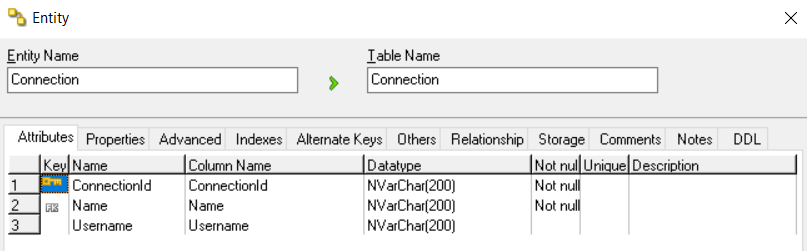 Entity
Entity Name Table Name
Connection Connection
Attributes Properties Advanced Indexes Alternate Keys Others Relationship Storage Comments Notes DDL
Key Name Column Name Datatype Not nul Unique Description
1 ConnectionId ConnectionId NVarChar(200) Not null
2 Name Name NVarChar(200) Not null
3 Username Username NVarChar(200)